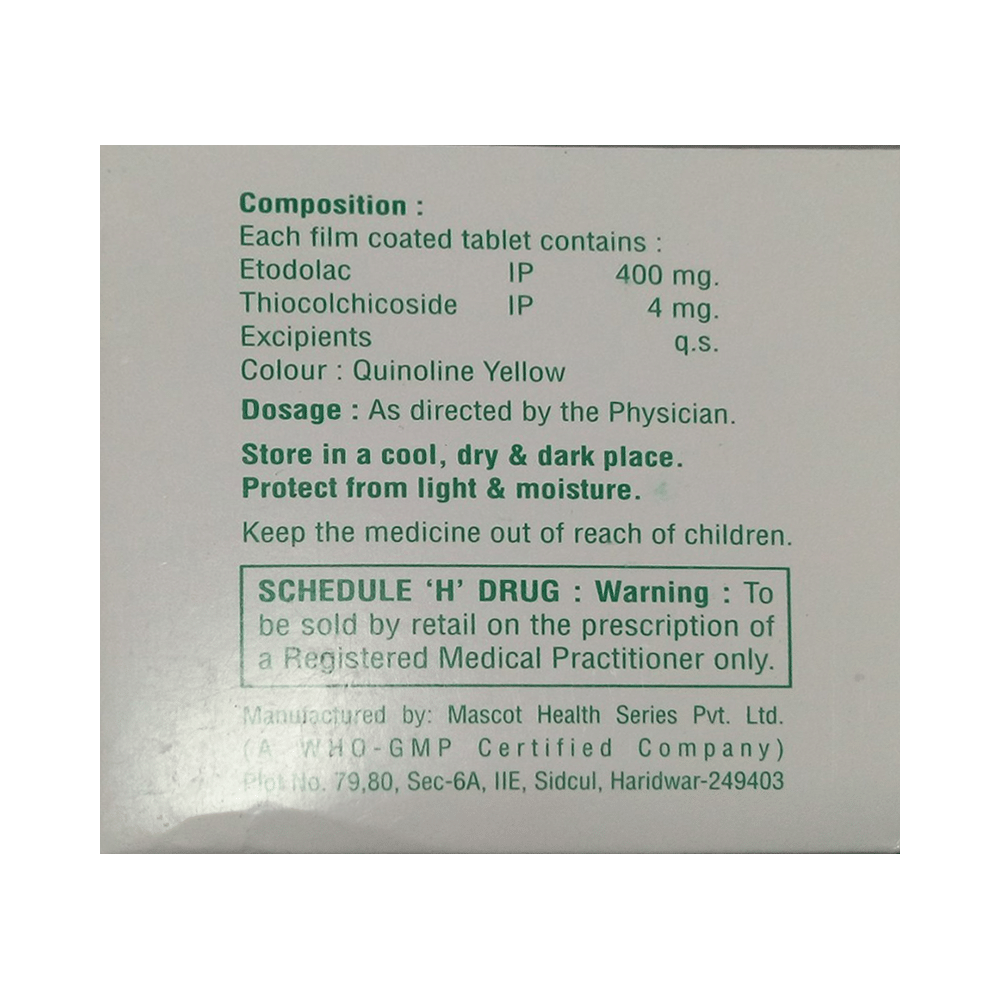 Composition :
Each film coated tablet contains :
Etodolac IP 400 mg.
Thiocolchicoside IP 4 mg.
Excipients q.s.
Colour : Quinoline Yellow
Dosage : As directed by the Physician.
Store in a cool, dry & dark place.
Protect from light & moisture.
Keep the medicine out of reach of children.
SCHEDULE ‘H’ DRUG : Warning : To
be sold by retail on the prescription of
a Registered Medical Practitioner only.
Manufactured by: Mascot Health Series Pvt. Ltd.
(A WHO-GMP Certified Company)
Plot No. 79,80, Sec-6A, IIE, Sidcul, Haridwar-249403